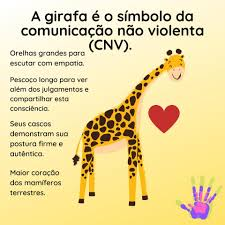 A girafa é o símbolo da
comunicação não violenta
(CNV).
Orelhas grandes para
escutar com empatia.
Pescoço longo para ver
além dos julgamentos e
compartilhar esta
consciência.
Seus cascos
demonstram sua
postura firme e
autêntica.
Maior coração
dos mamíferos
terrestres.